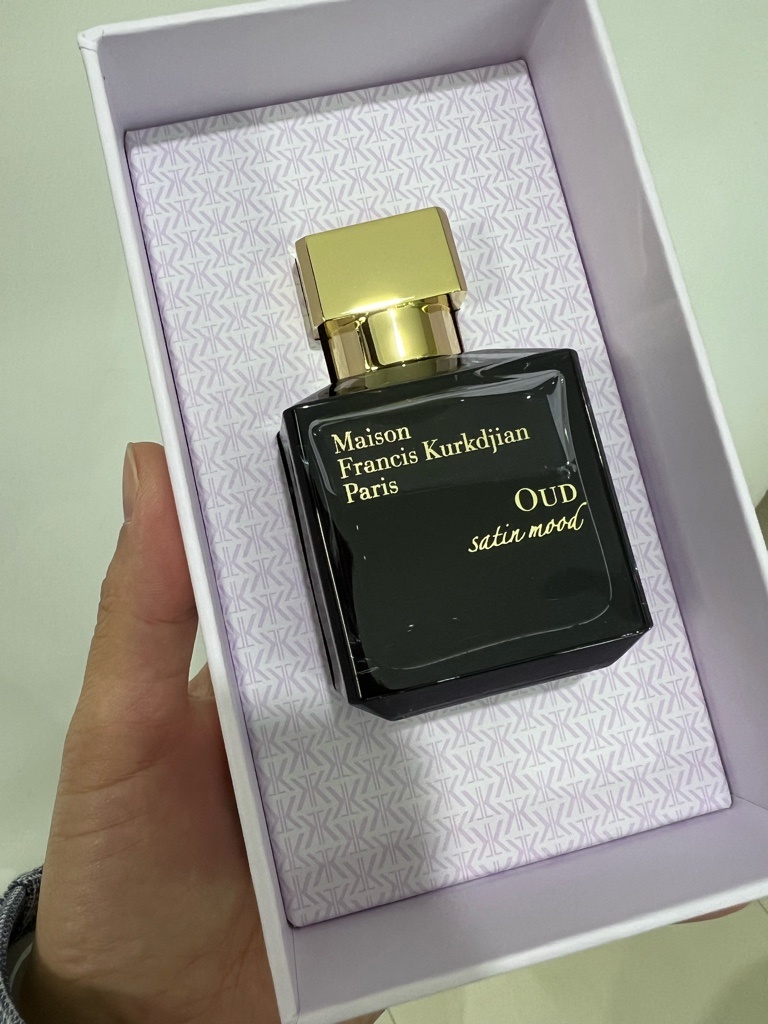 Maison
Francis Kurkdjian
Paris
OUD
satin mood